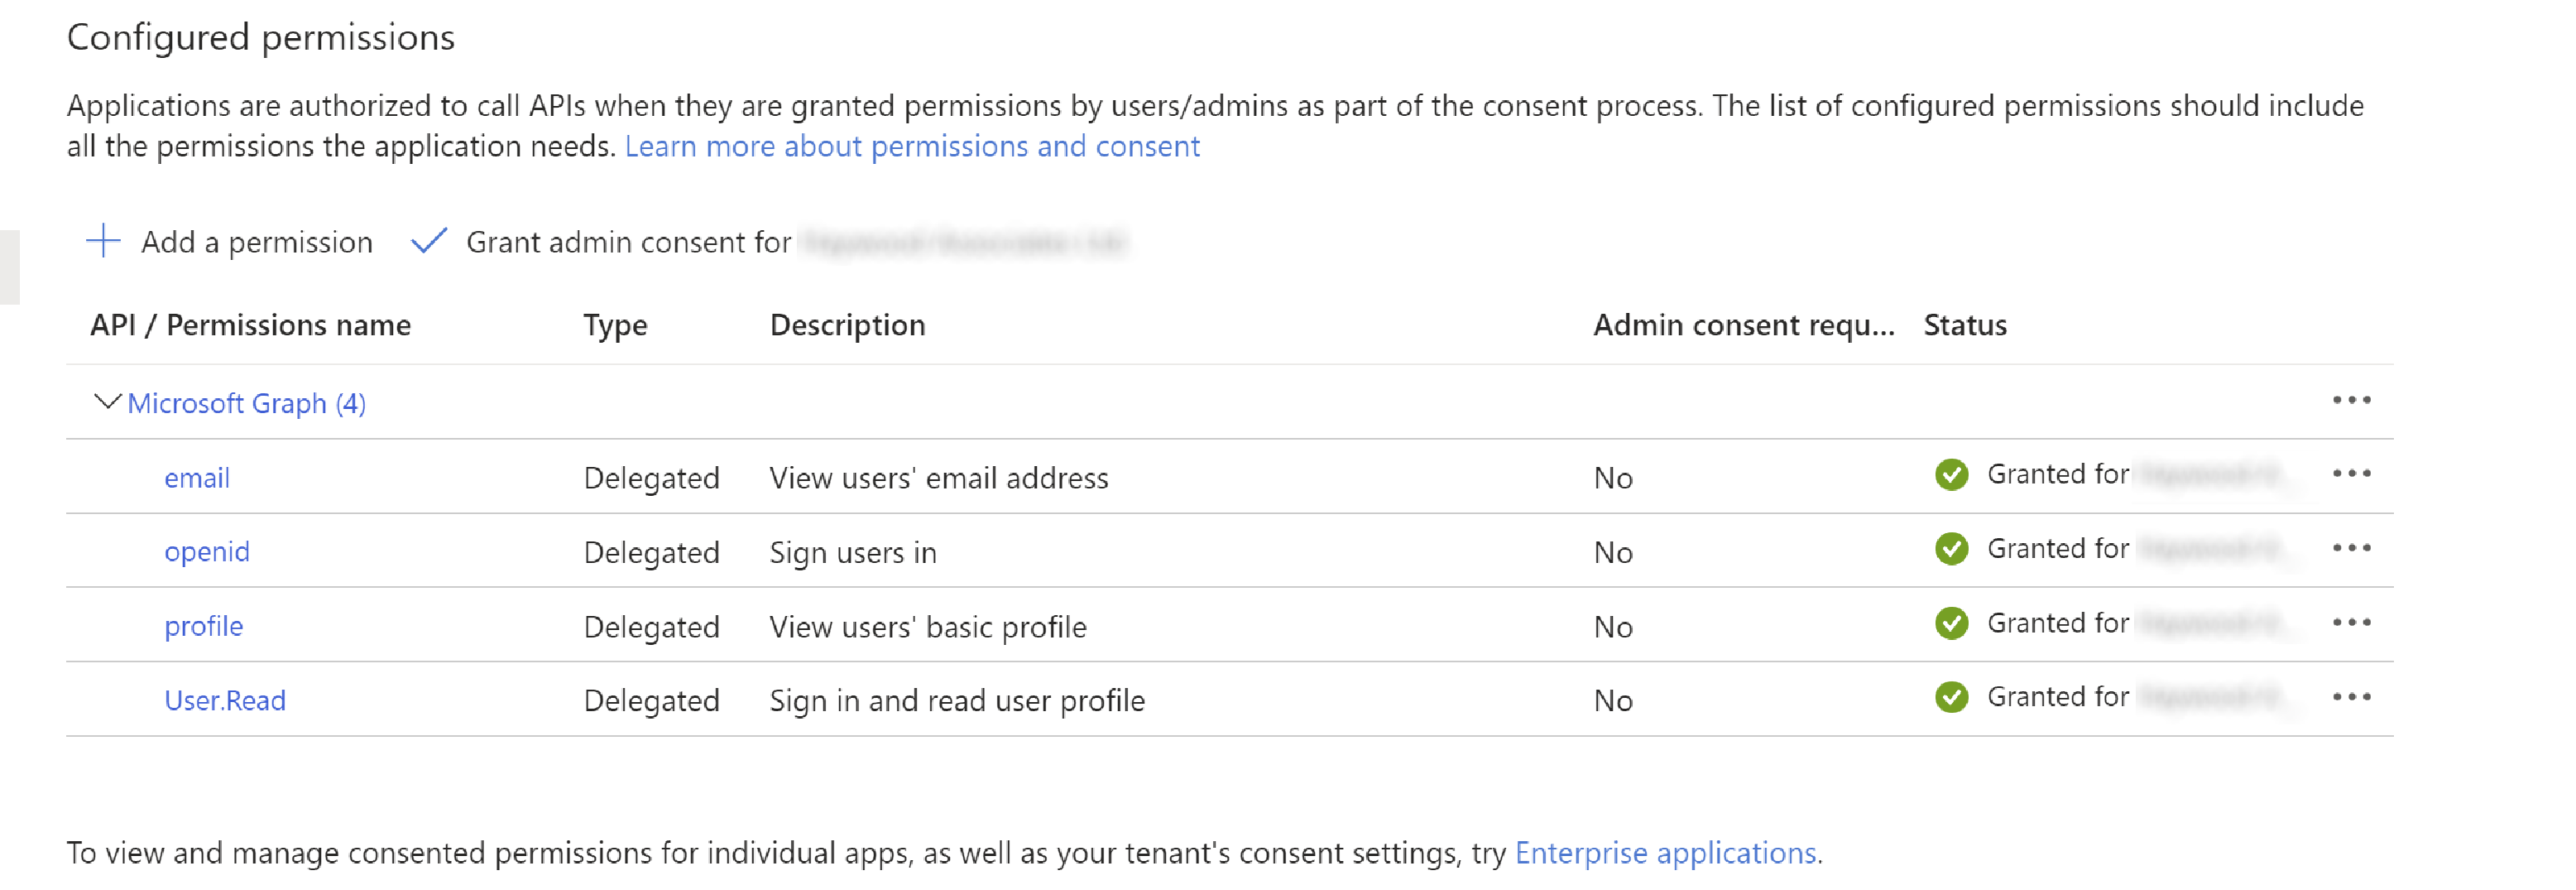 Configured permissions
Applications are authorized to call APIs when they are granted permissions by users/admins as part of the consent process. The list of configured permissions should include
all the permissions the application needs. Learn more about permissions and consent
Add a permission Grant admin consent for
API / Permissions name Type Description Admin consent requ... Status
Microsoft Graph (4)
email Delegated View users' email address No Granted for
openid Delegated Sign users in No Granted for
profile Delegated View users' basic profile No Granted for
User.Read Delegated Sign in and read user profile No Granted for
To view and manage consented permissions for individual apps, as well as your tenant's consent settings, try Enterprise applications.